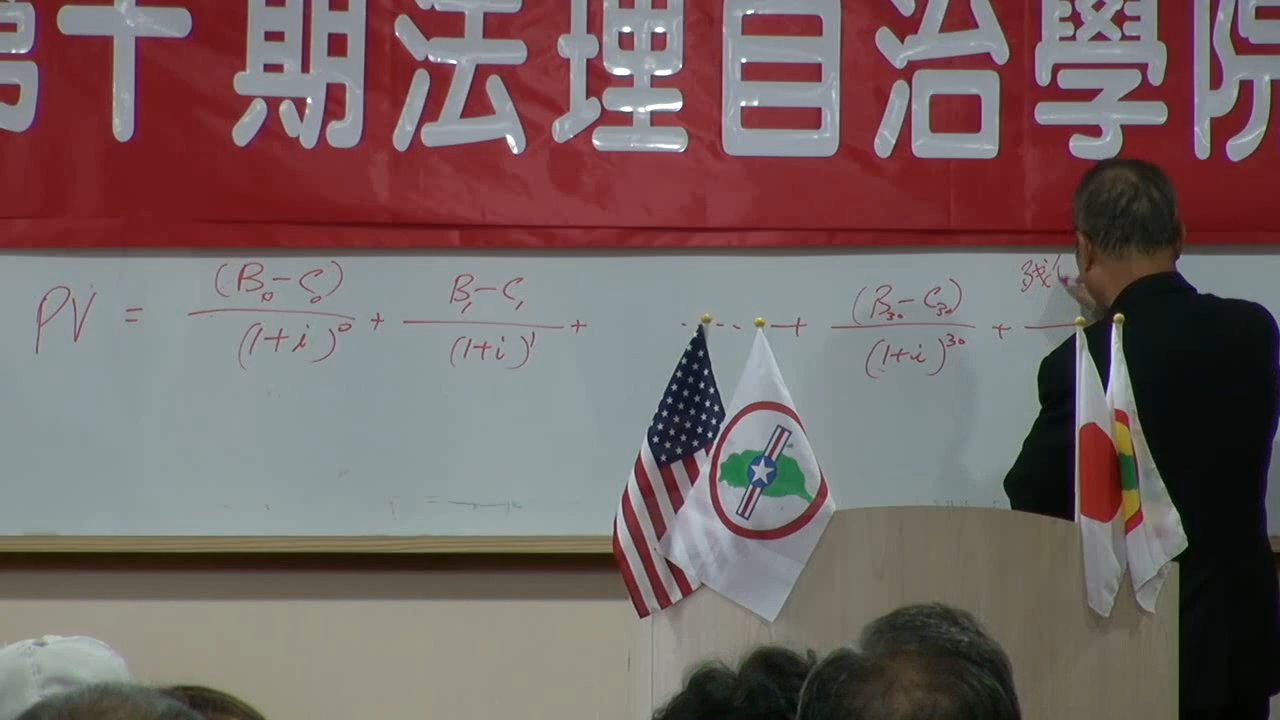 第十期法理自治學院
PV = (B₀-C₀)/(1+i)⁰ + B₁-C₁/(1+i)¹ + ..... + (B₃₀-C₃₀)/(1+i)³⁰ + 殘